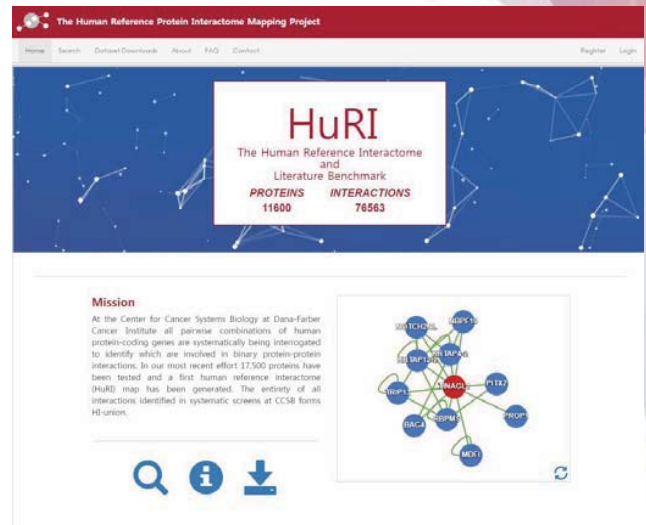 The Human Reference Protein Interactome Mapping Project
Home Search Dataset Downloads About FAQ Contact Register Login
HuRI
The Human Reference Interactome
and
Literature Benchmark
PROTEINS INTERACTIONS
11600 76563
Mission
At the Center for Cancer Systems Biology at Dana-Farber
Cancer Institute all pairwise combinations of human
protein-coding genes are systematically being interrogated
to identify which are involved in binary protein-protein
interactions. In our most recent effort 17,500 proteins have
been tested and a first human reference interactome
(HuRI) map has been generated. The entirety of all
interactions identified in systematic screens at CCSB forms
HI-union.
PITX2
PROP1
BAG4
RBPMS
MDFI